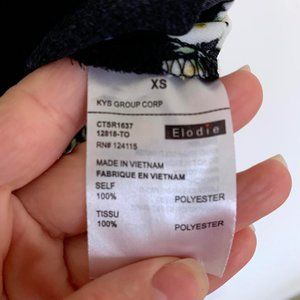 XS
KYS GROUP CORP
CT5R1637
12818-TO
Elodie
RN# 124115
MADE IN VIETNAM
FABRIQUE EN VIETNAM
SELF
100% POLYESTER
TISSU
100% POLYESTER